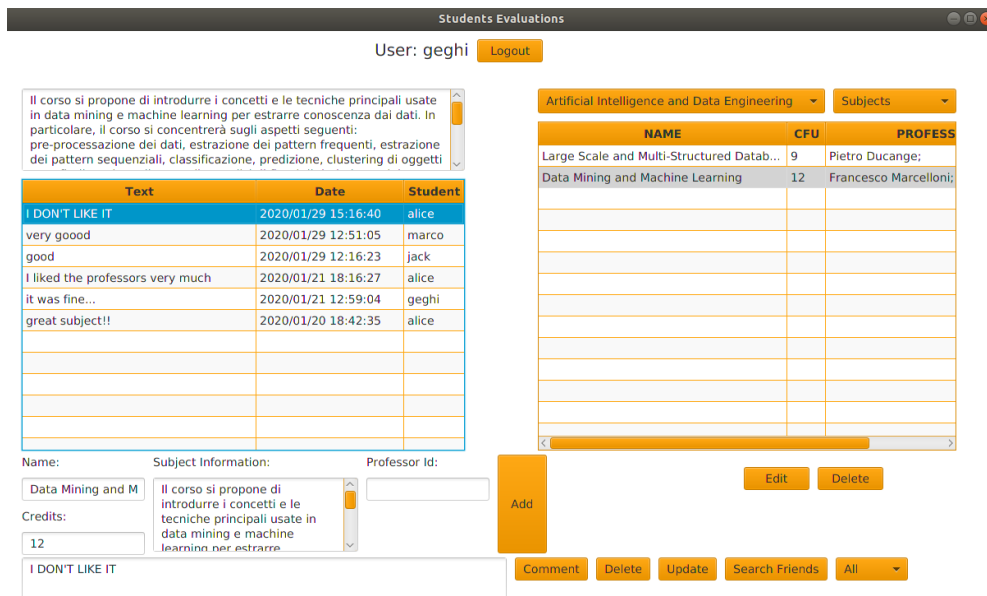 Students Evaluations
User: geghi Logout
Il corso si propone di introdurre i concetti e le tecniche principali usate
in data mining e machine learning per estrarre conoscenza dai dati. In
particolare, il corso si concentrerà sugli aspetti seguenti:
pre-processazione dei dati, estrazione dei pattern frequenti, estrazione
dei pattern sequenziali, classificazione, predizione, clustering di oggetti
Text Date Student
I DON'T LIKE IT 2020/01/29 15:16:40 alice
very goood 2020/01/29 12:51:05 marco
good 2020/01/29 12:16:23 jack
I liked the professors very much 2020/01/21 18:16:27 alice
it was fine... 2020/01/21 12:59:04 geghi
great subject!! 2020/01/20 18:42:35 alice
Artificial Intelligence and Data Engineering Subjects
NAME CFU PROFESS
Large Scale and Multi-Structured Datab... 9 Pietro Ducange;
Data Mining and Machine Learning 12 Francesco Marcelloni;
Edit Delete
Name: Subject Information: Professor Id:
Data Mining and M
Credits:
12
Il corso si propone di
introdurre i concetti e le
tecniche principali usate in
data mining e machine
learning per estrarre
Add
I DON'T LIKE IT
Comment Delete Update Search Friends All